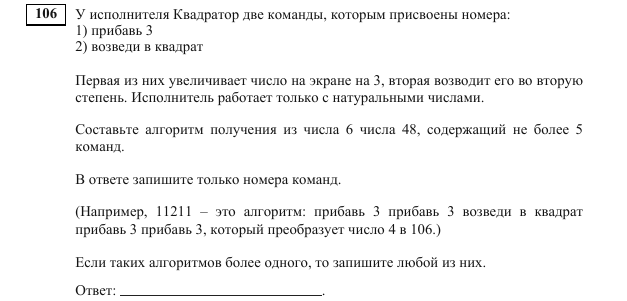 106 У исполнителя Квадратор две команды, которым присвоены номера:
1) прибавь 3
2) возведи в квадрат
Первая из них увеличивает число на экране на 3, вторая возводит его во вторую
степень. Исполнитель работает только с натуральными числами.
Составьте алгоритм получения из числа 6 числа 48, содержащий не более 5
команд.
В ответе запишите только номера команд.
(Например, 11211 – это алгоритм: прибавь 3 прибавь 3 возведи в квадрат
прибавь 3 прибавь 3, который преобразует число 4 в 106.)
Если таких алгоритмов более одного, то запишите любой из них.
Ответ: .